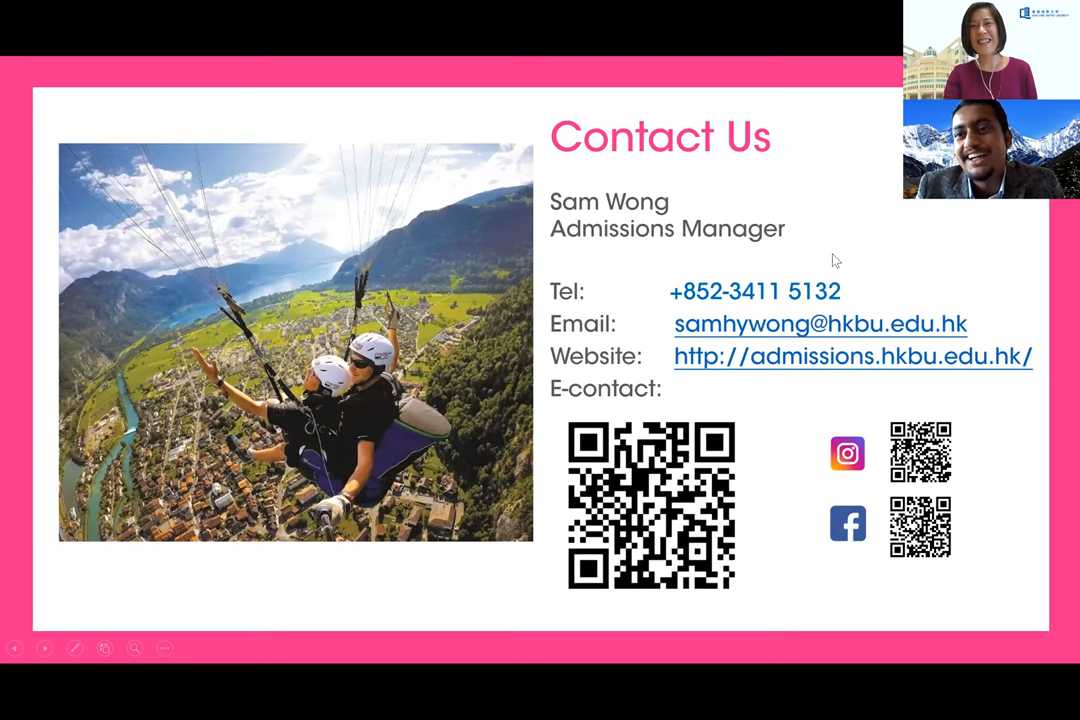 Contact Us
Sam Wong
Admissions Manager
Tel: +852-3411 5132
Email: samhywong@hkbu.edu.hk
Website: http://admissions.hkbu.edu.hk/
E-contact: